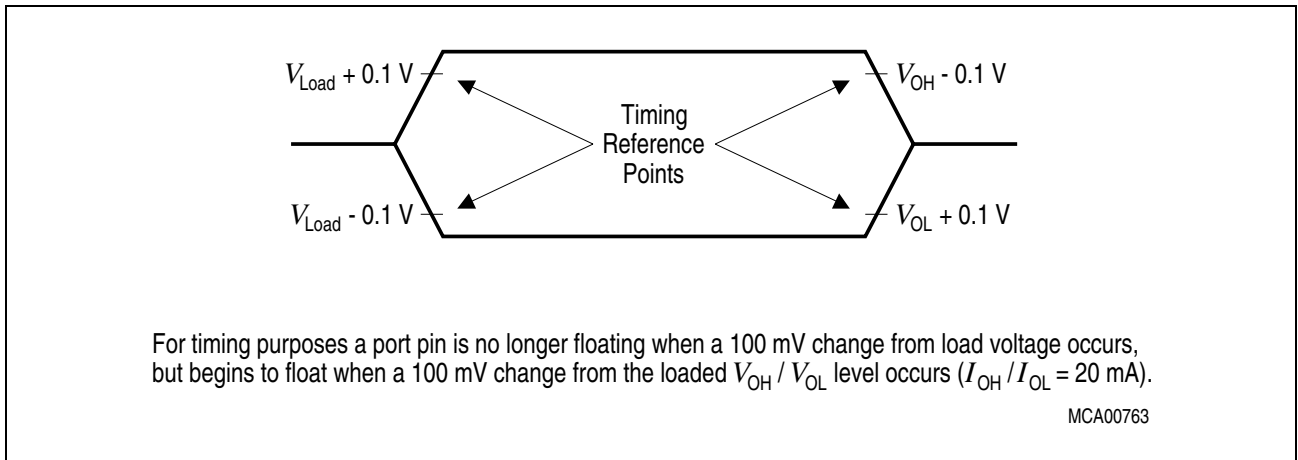 V_Load + 0.1 V
V_OH - 0.1 V
Timing
Reference
Points
V_Load - 0.1 V
V_OL + 0.1 V
For timing purposes a port pin is no longer floating when a 100 mV change from load voltage occurs,
but begins to float when a 100 mV change from the loaded V_OH / V_OL level occurs (I_OH / I_OL = 20 mA).
MCA00763